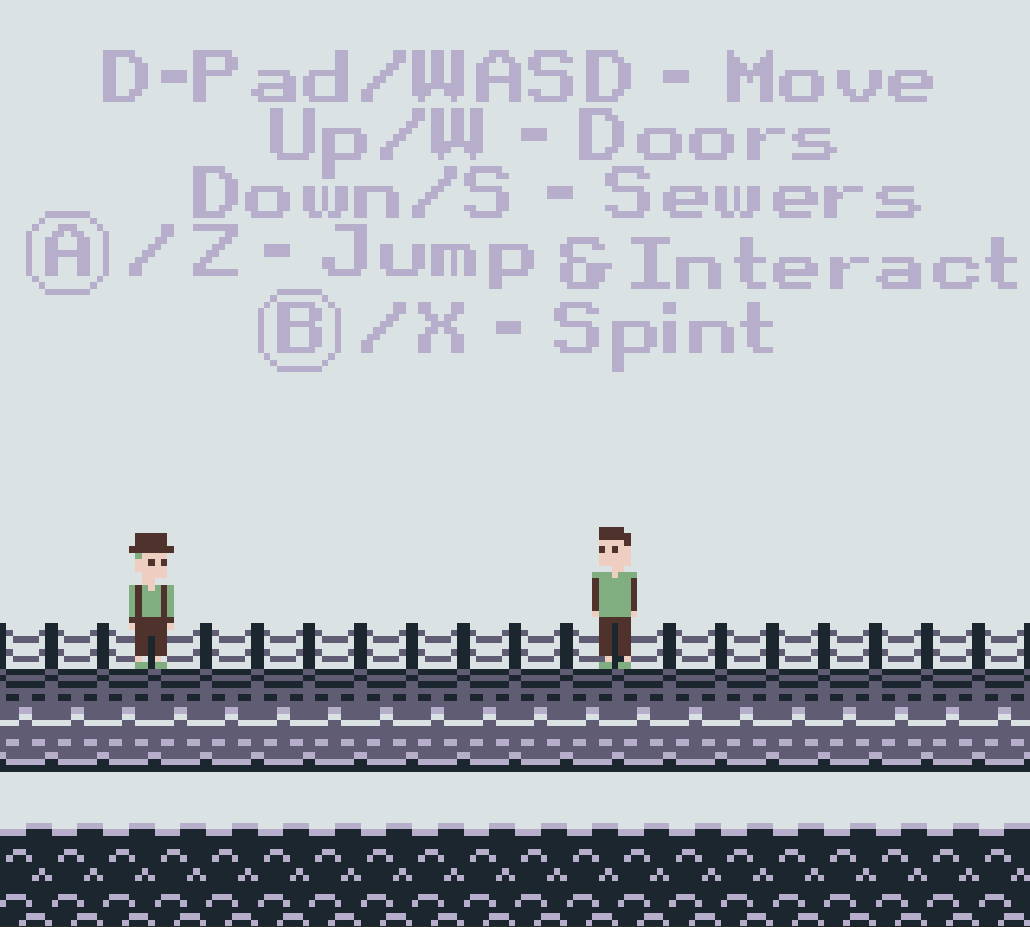 D-Pad/WASD - Move
Up/W - Doors
Down/S - Sewers
Ⓐ/Z - Jump & Interact
Ⓑ/X - Spint